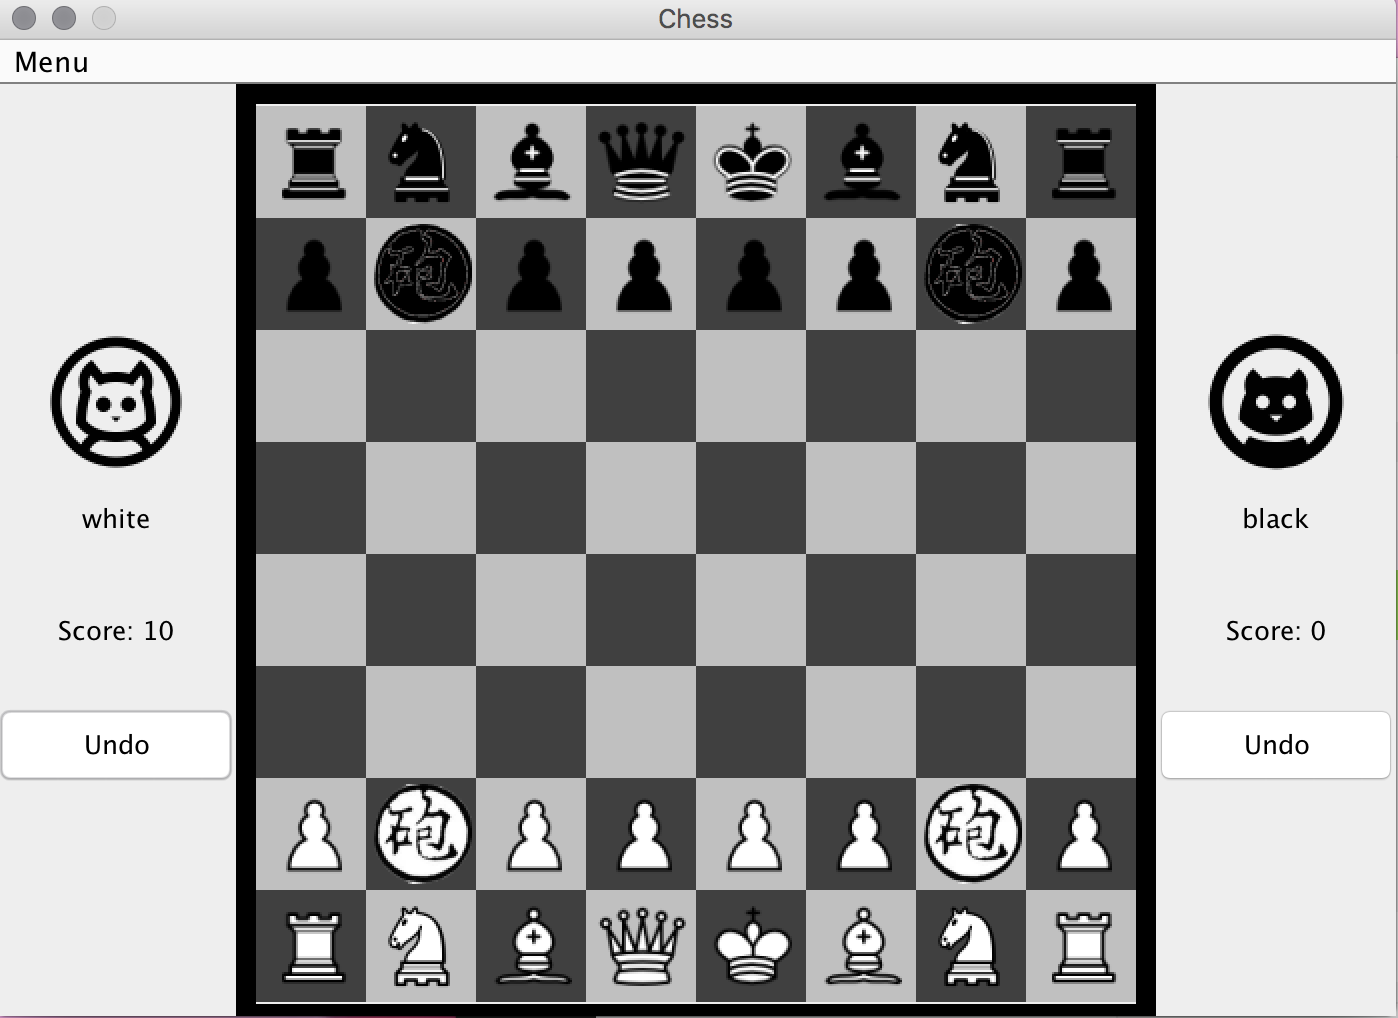 Chess
Menu
砲 砲
white
black
Score: 10
Score: 0
Undo
Undo
砲 砲